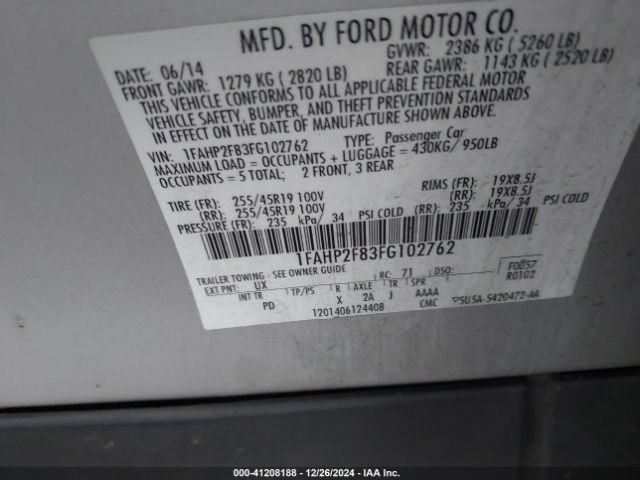 MFD. BY FORD MOTOR CO.
DATE: 06/14 GVWR: 2386 KG ( 5260 LB)
FRONT GAWR: 1279 KG ( 2820 LB) REAR GAWR: 1143 KG ( 2520 LB)
THIS VEHICLE CONFORMS TO ALL APPLICABLE FEDERAL MOTOR
VEHICLE SAFETY, BUMPER, AND THEFT PREVENTION STANDARDS
IN EFFECT ON THE DATE OF MANUFACTURE SHOWN ABOVE.
VIN: 1FAHP2F83FG102762 TYPE: Passenger Car
MAXIMUM LOAD = OCCUPANTS + LUGGAGE = 430KG/ 950LB
OCCUPANTS = 5 TOTAL; 2 FRONT, 3 REAR
TIRE (FR): 255/45R19 100V RIMS (FR): 19X8.5J
(RR): 255/45R19 100V (RR): 19X8.5J
PRESSURE (FR): 235 kPa/ 34 PSI COLD (RR): 235 kPa/ 34 PSI COLD
1FAHP2F83FG102762
TRAILER TOWING - SEE OWNER GUIDE
F0057
R0102
EXT PNT: UX RC: 71 DSO:
INT TR TP/PS R AXLE TR SPR
PD X 2A J AAAA
1201406124408 CMC ▽5U5A-5420472-AA
000-41208188 - 12/26/2024 - IAA Inc.